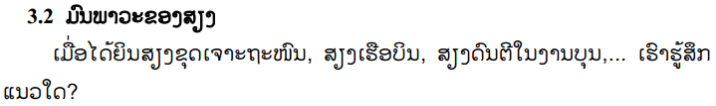 3.2 ມົນພາວະຂອງສຽງ
ເມື່ອໄດ້ຍິນສຽງຂຸດເຈາະຖະໜົນ, ສຽງເຮືອບິນ, ສຽງດົນຕີໃນງານບຸນ,... ເຮົາຮູ້ສຶກ
ແນວໃດ?